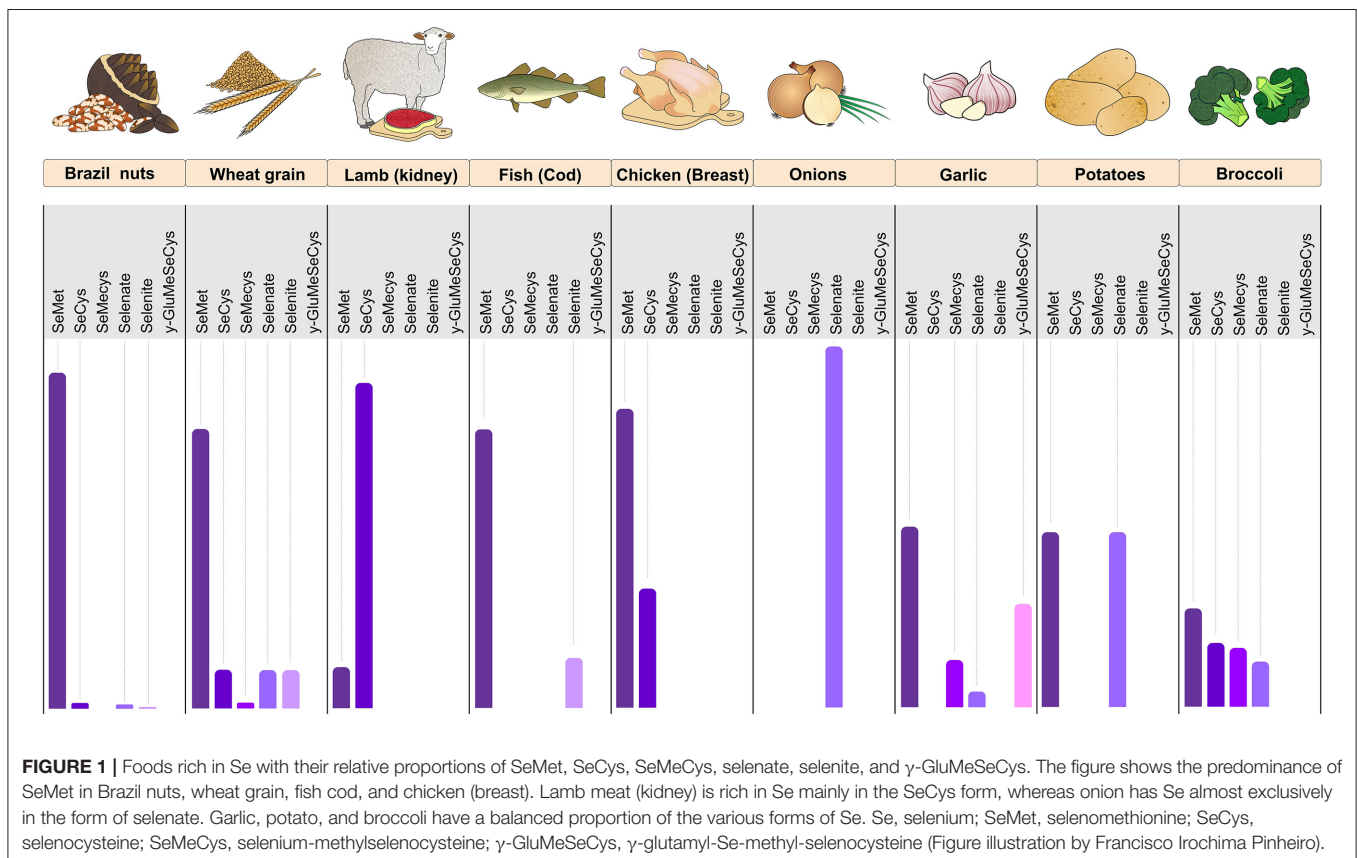 Brazil nuts
Wheat grain
Lamb (kidney)
Fish (Cod)
Chicken (Breast)
Onions
Garlic
Potatoes
Broccoli
SeMet
SeCys
SeMecys
Selenate
Selenite
y-GluMeSeCys
SeMet
SeCys
SeMecys
Selenate
Selenite
y-GluMeSeCys
SeMet
SeCys
SeMecys
Selenate
Selenite
y-GluMeSeCys
SeMet
SeCys
SeMecys
Selenate
Selenite
y-GluMeSeCys
SeMet
SeCys
SeMecys
Selenate
Selenite
y-GluMeSeCys
SeMet
SeCys
SeMecys
Selenate
Selenite
y-GluMeSeCys
SeMet
SeCys
SeMecys
Selenate
Selenite
y-GluMeSeCys
SeMet
SeCys
SeMecys
Selenate
Selenite
y-GluMeSeCys
SeMet
SeCys
SeMecys
Selenate
Selenite
y-GluMeSeCys
FIGURE 1 | Foods rich in Se with their relative proportions of SeMet, SeCys, SeMeCys, selenate, selenite, and γ-GluMeSeCys. The figure shows the predominance of
SeMet in Brazil nuts, wheat grain, fish cod, and chicken (breast). Lamb meat (kidney) is rich in Se mainly in the SeCys form, whereas onion has Se almost exclusively
in the form of selenate. Garlic, potato, and broccoli have a balanced proportion of the various forms of Se. Se, selenium; SeMet, selenomethionine; SeCys,
selenocysteine; SeMeCys, selenium-methylselenocysteine; γ-GluMeSeCys, γ-glutamyl-Se-methyl-selenocysteine (Figure illustration by Francisco Irochima Pinheiro).